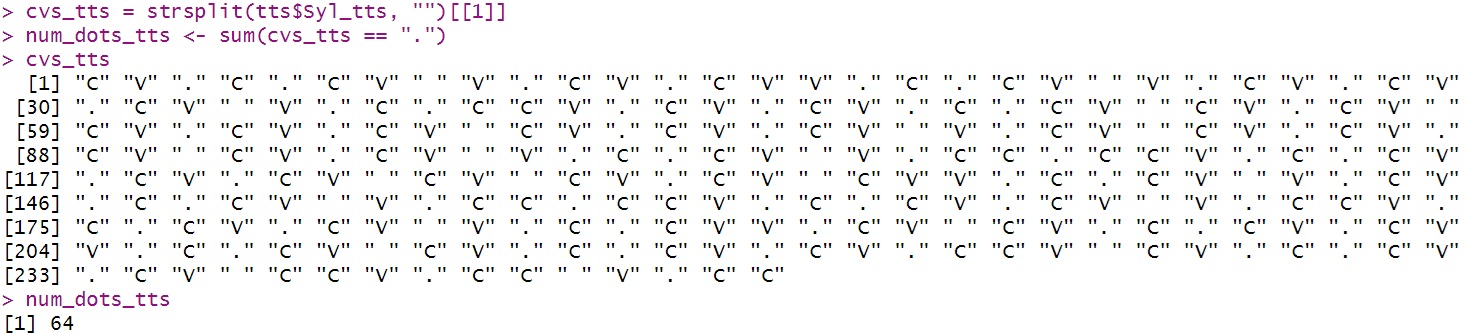 > cvs_tts = strsplit(tts$Syl_tts, "")[[1]]
> num_dots_tts <- sum(cvs_tts == ".")
> cvs_tts
[1] "C" "V" "." "C" "." "C" "V" " " "V" "." "C" "V" "." "C" "V" "V" "." "C" "." "C" "V" " " "V" "." "C" "V" "." "C" "V"
[30] "." "C" "V" " " "V" "." "C" "." "C" "C" "V" "." "C" "V" "." "C" "V" "." "C" "." "C" "V" " " "C" "V" "." "C" "V" " "
[59] "C" "V" "." "C" "V" "." "C" "V" " " "C" "V" "." "C" "V" "." "C" "V" " " "V" "." "C" "V" " " "C" "V" "." "C" "V" "."
[88] "C" "V" " " "C" "V" "." "C" "V" " " "V" "." "C" "." "C" "V" " " "V" "." "C" "C" "." "C" "C" "V" "." "C" "." "C" "V"
[117] "." "C" "V" "." "C" "V" " " "C" "V" " " "C" "V" "." "C" "V" " " "C" "V" "V" "." "C" "." "C" "V" " " "V" "." "C" "V"
[146] "." "C" "." "C" "V" " " "V" "." "C" "C" "." "C" "C" "V" "." "C" "." "C" "V" "." "C" "V" " " "V" "." "C" "C" "V" "."
[175] "C" "." "C" "V" "." "C" "V" " " "V" "." "C" "." "C" "V" "V" "." "C" "V" " " "C" "V" "." "C" "." "C" "V" "." "C" "V"
[204] "V" "." "C" "." "C" "V" " " "C" "V" "." "C" "." "C" "V" "." "C" "V" "." "C" "C" "V" " " "C" "V" "." "C" "." "C" "V"
[233] "." "C" "V" " " "C" "C" "V" "." "C" "C" " " "V" "." "C" "C"
> num_dots_tts
[1] 64